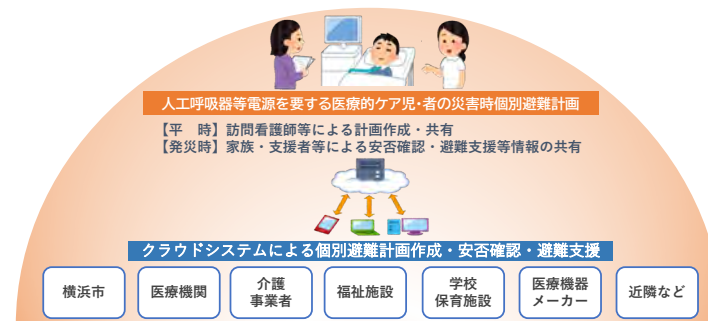 人工呼吸器等電源を要する医療的ケア児・者の災害時個別避難計画
【平　時】訪問看護師等による計画作成・共有
【発災時】家族・支援者等による安否確認・避難支援等情報の共有
クラウドシステムによる個別避難計画作成・安否確認・避難支援
横浜市
医療機関
介護
事業者
福祉施設
学校
保育施設
医療機器
メーカー
近隣など